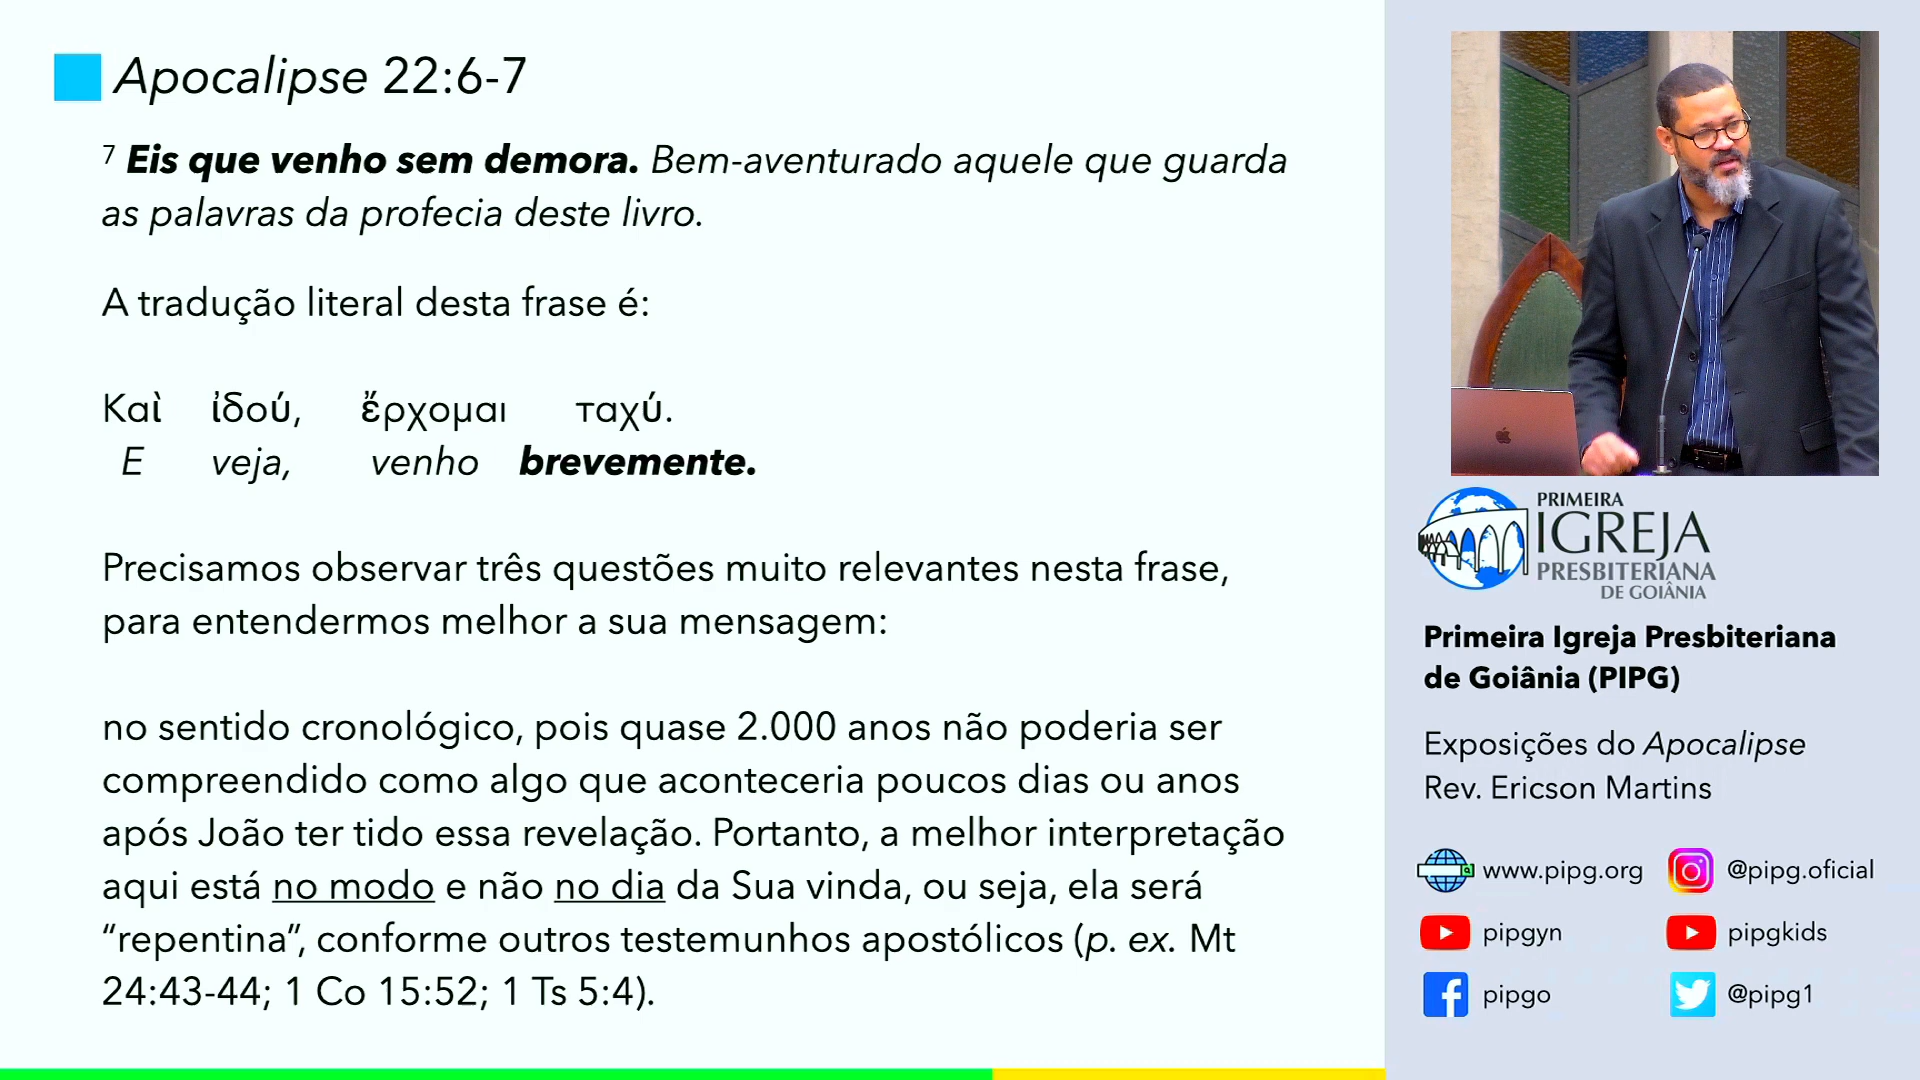 Apocalipse 22:6-7
7 Eis que venho sem demora. Bem-aventurado aquele que guarda
as palavras da profecia deste livro.
A tradução literal desta frase é:
Καὶ ἰδού, ἔρχομαι ταχύ.
E veja, venho brevemente.
Precisamos observar três questões muito relevantes nesta frase,
para entendermos melhor a sua mensagem:
no sentido cronológico, pois quase 2.000 anos não poderia ser
compreendido como algo que aconteceria poucos dias ou anos
após João ter tido essa revelação. Portanto, a melhor interpretação
aqui está no modo e não no dia da Sua vinda, ou seja, ela será
“repentina”, conforme outros testemunhos apostólicos (p. ex. Mt
24:43-44; 1 Co 15:52; 1 Ts 5:4).
PRIMEIRA
IGREJA
PRESBITERIANA
DE GOIÂNIA
Primeira Igreja Presbiteriana
de Goiânia (PIPG)
Exposições do Apocalipse
Rev. Ericson Martins
www.pipg.org @pipg.oficial
pipgyn pipgkids
pipgo @pipg1